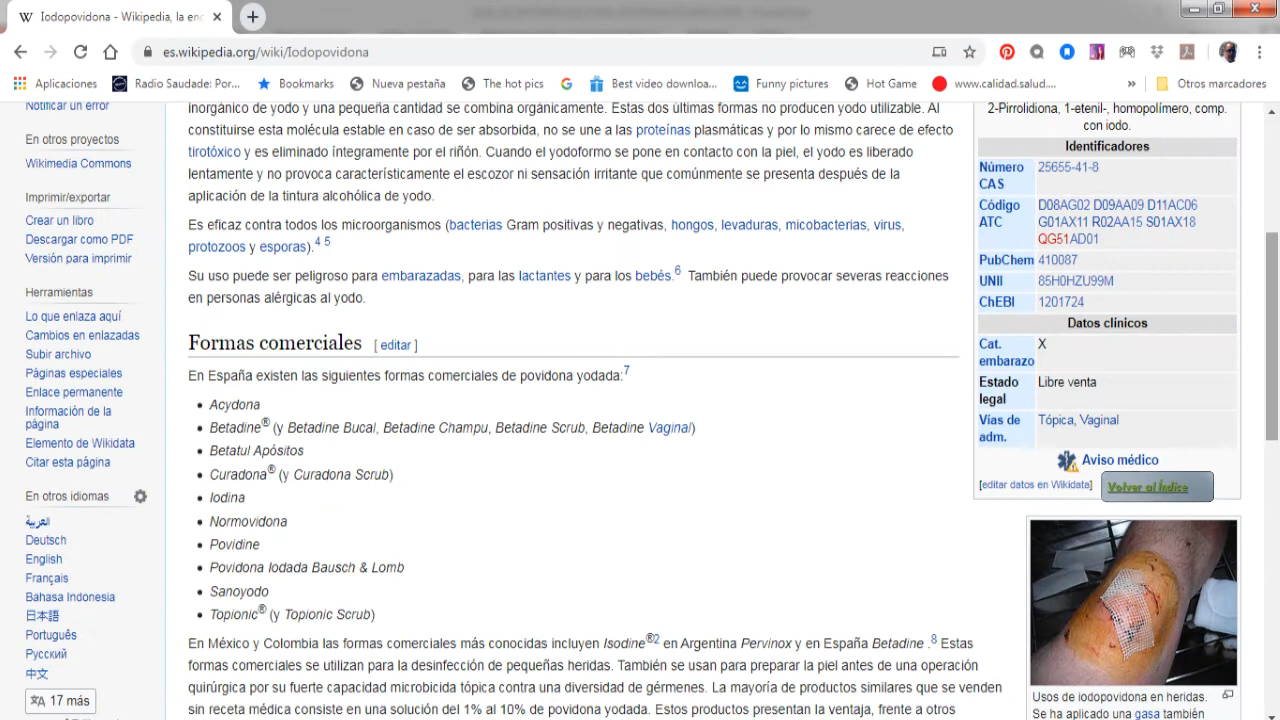 Iodopovidona - Wikipedia, la enc
es.wikipedia.org/wiki/Iodopovidona
Aplicaciones
Radio Saudade: Por...
Bookmarks
Nueva pestaña
The hot pics
Best video downloa...
Funny pictures
Hot Game
www.calidad.salud....
»
Otros marcadores
Notificar un error
En otros proyectos
Wikimedia Commons
Imprimir/exportar
Crear un libro
Descargar como PDF
Versión para imprimir
Herramientas
Lo que enlaza aquí
Cambios en enlazadas
Subir archivo
Páginas especiales
Enlace permanente
Información de la
página
Elemento de Wikidata
Citar esta página
En otros idiomas
العربية
Deutsch
English
Français
Bahasa Indonesia
日本語
Português
Русский
中文
17 más
inorgánico de yodo y una pequeña cantidad se combina orgánicamente. Estas dos últimas formas no producen yodo utilizable. Al
constituirse esta molécula estable en caso de ser absorbida, no se une a las proteínas plasmáticas y por lo mismo carece de efecto
tirotóxico y es eliminado íntegramente por el riñón. Cuando el yodoformo se pone en contacto con la piel, el yodo es liberado
lentamente y no produce característicamente el escozor ni sensación irritante que comúnmente se presenta después de la
aplicación de la tintura alcohólica de yodo.
Es eficaz contra todos los microorganismos (bacterias Gram positivas y negativas, hongos, levaduras, micobacterias, virus,
protozoos y esporas).4 5
Su uso puede ser peligroso para embarazadas, para las lactantes y para los bebés.6 También puede provocar severas reacciones
en personas alérgicas al yodo.
Formas comerciales [ editar ]
En España existen las siguientes formas comerciales de povidona yodada:7
• Acydona
• Betadine® (y Betadine Bucal, Betadine Champu, Betadine Scrub, Betadine Vaginal)
• Betatul Apósitos
• Curadona® (y Curadona Scrub)
• Iodina
• Normovidona
• Povidine
• Povidona Iodada Bausch & Lomb
• Sanoyodo
• Topionic® (y Topionic Scrub)
En México y Colombia las formas comerciales más conocidas incluyen Isodine®2 en Argentina Pervinox y en España Betadine .8 Estas
formas comerciales se utilizan para la desinfección de pequeñas heridas. También se usan para preparar la piel antes de una operación
quirúrgica por su fuerte capacidad microbicida tópica contra una diversidad de gérmenes. La mayoría de productos similares que se venden
sin receta médica consiste en una solución del 1% al 10% de povidona yodada. Estos productos presentan la ventaja, frente a otros
2-Pirrolidiona, 1-etenil-, homopolímero, comp.
con iodo.
Identificadores
Número 25655-41-8
CAS
Código D08AG02 D09AA09 D11AC06
ATC G01AX11 R02AA15 S01AX18
QG51AD01
PubChem 410087
UNII 85H0HZU99M
ChEBI 1201724
Datos clínicos
Cat. X
embarazo
Estado Libre venta
legal
Vías de Tópica, Vaginal
adm.
Aviso médico
[editar datos en Wikidata]
Volver al Índice
Usos de iodopovidona en heridas.
Se ha aplicado una gasa también